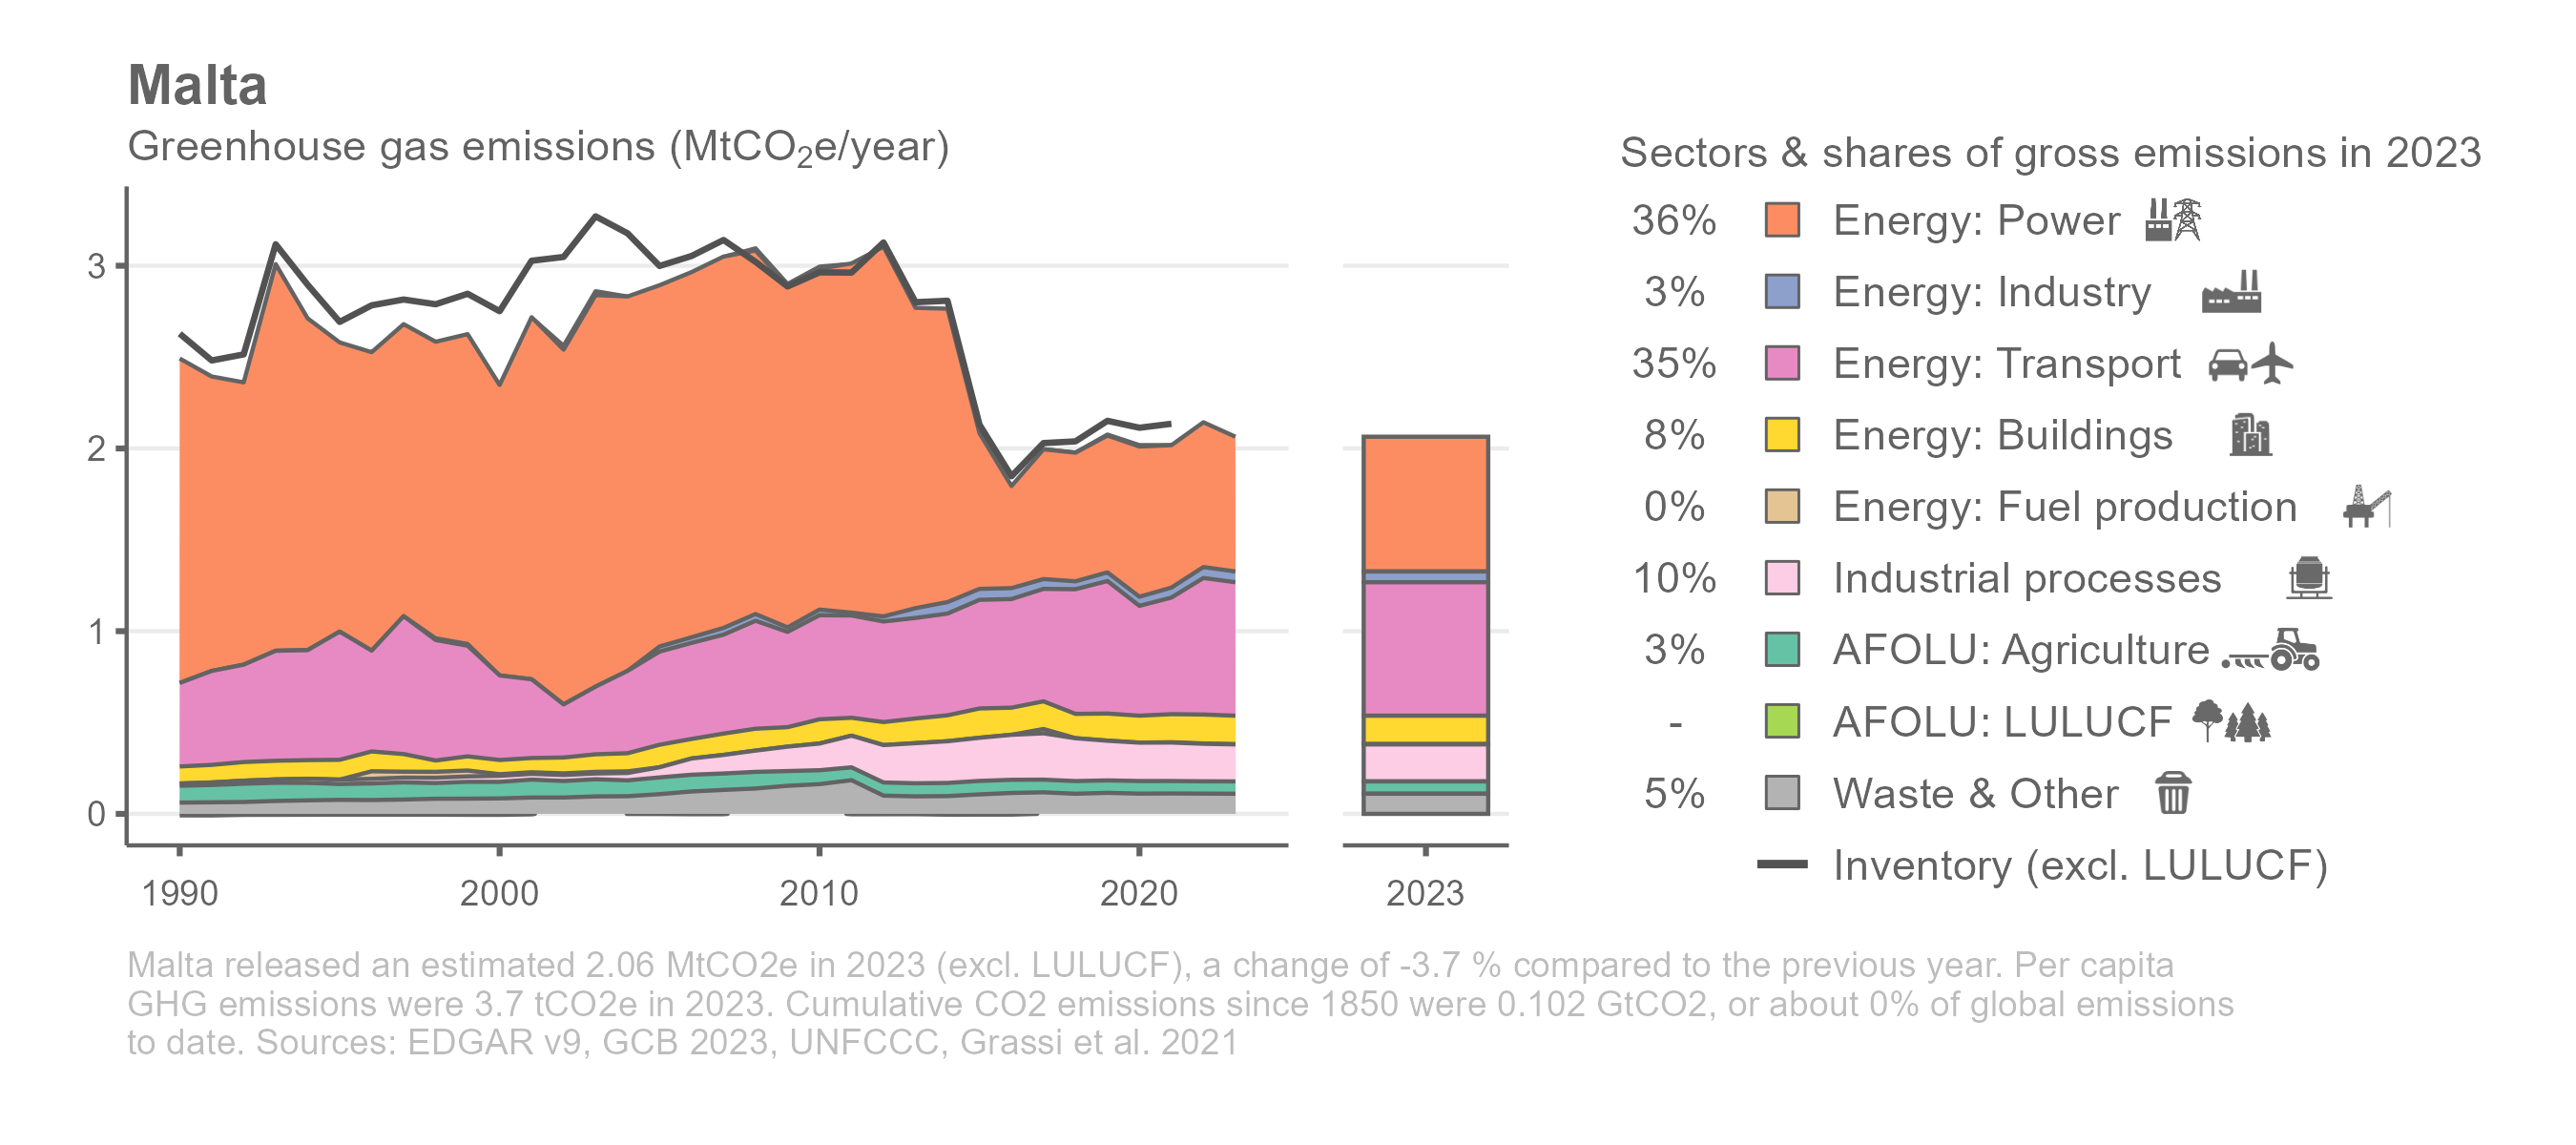 Malta
Greenhouse gas emissions (MtCO₂e/year)
3
2
1
0
1990 2000 2010 2020 2023
Sectors & shares of gross emissions in 2023
36% Energy: Power
3% Energy: Industry
35% Energy: Transport
8% Energy: Buildings
0% Energy: Fuel production
10% Industrial processes
3% AFOLU: Agriculture
- AFOLU: LULUCF
5% Waste & Other
Inventory (excl. LULUCF)
Malta released an estimated 2.06 MtCO2e in 2023 (excl. LULUCF), a change of -3.7 % compared to the previous year. Per capita
GHG emissions were 3.7 tCO2e in 2023. Cumulative CO2 emissions since 1850 were 0.102 GtCO2, or about 0% of global emissions
to date. Sources: EDGAR v9, GCB 2023, UNFCCC, Grassi et al. 2021